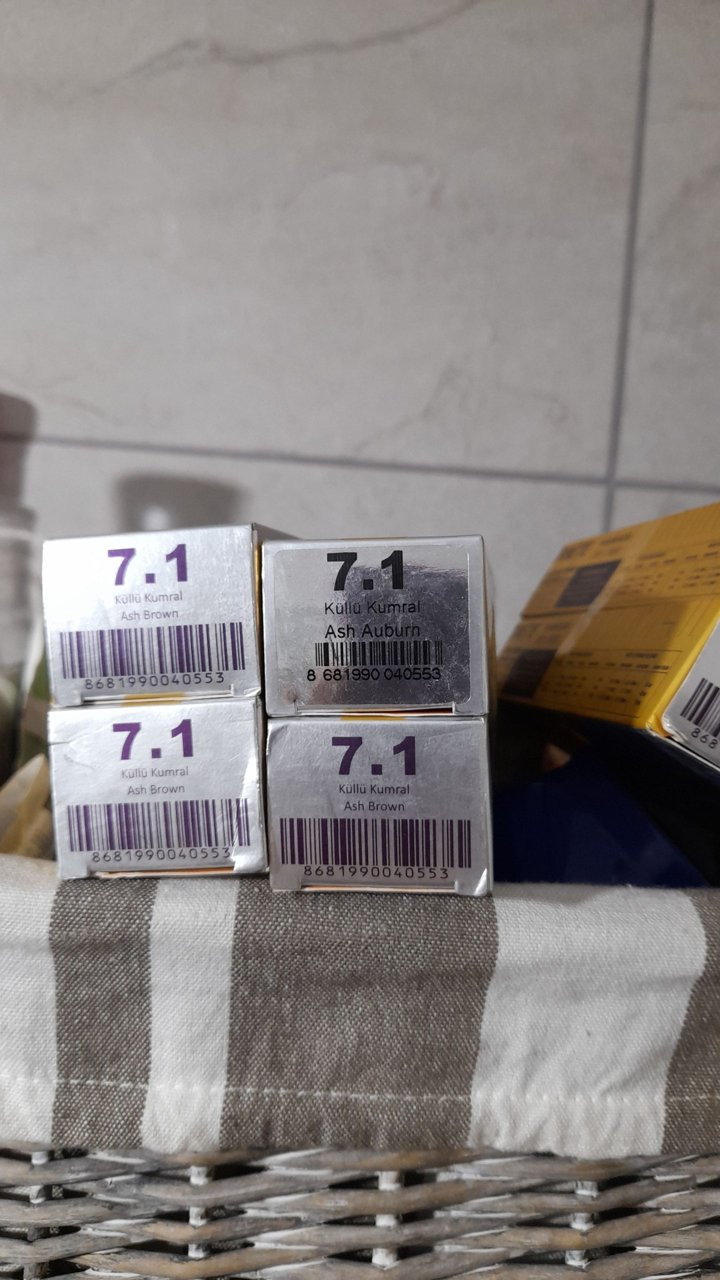 7.1
Küllü Kumral
Ash Brown
8681990040553
7.1
Küllü Kumral
Ash Auburn
8 681990 040553
7.1
Küllü Kumral
Ash Brown
8681990040553
7.1
Küllü Kumral
Ash Brown
8681990040553
868